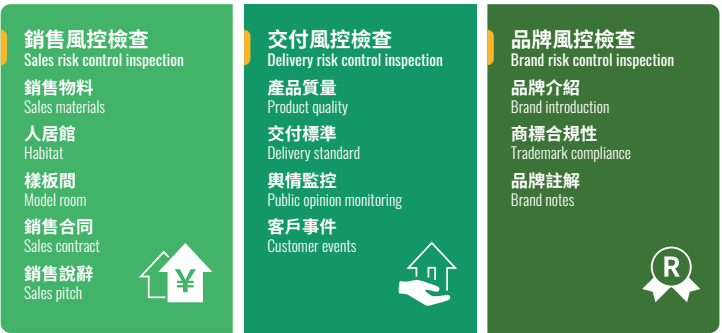 銷售風控檢查
Sales risk control inspection
銷售物料
Sales materials
人居館
Habitat
樣板間
Model room
銷售合同
Sales contract
銷售說辭
Sales pitch
¥
交付風控檢查
Delivery risk control inspection
產品質量
Product quality
交付標準
Delivery standard
輿情監控
Public opinion monitoring
客戶事件
Customer events
品牌風控檢查
Brand risk control inspection
品牌介紹
Brand introduction
商標合規性
Trademark compliance
品牌註解
Brand notes
R